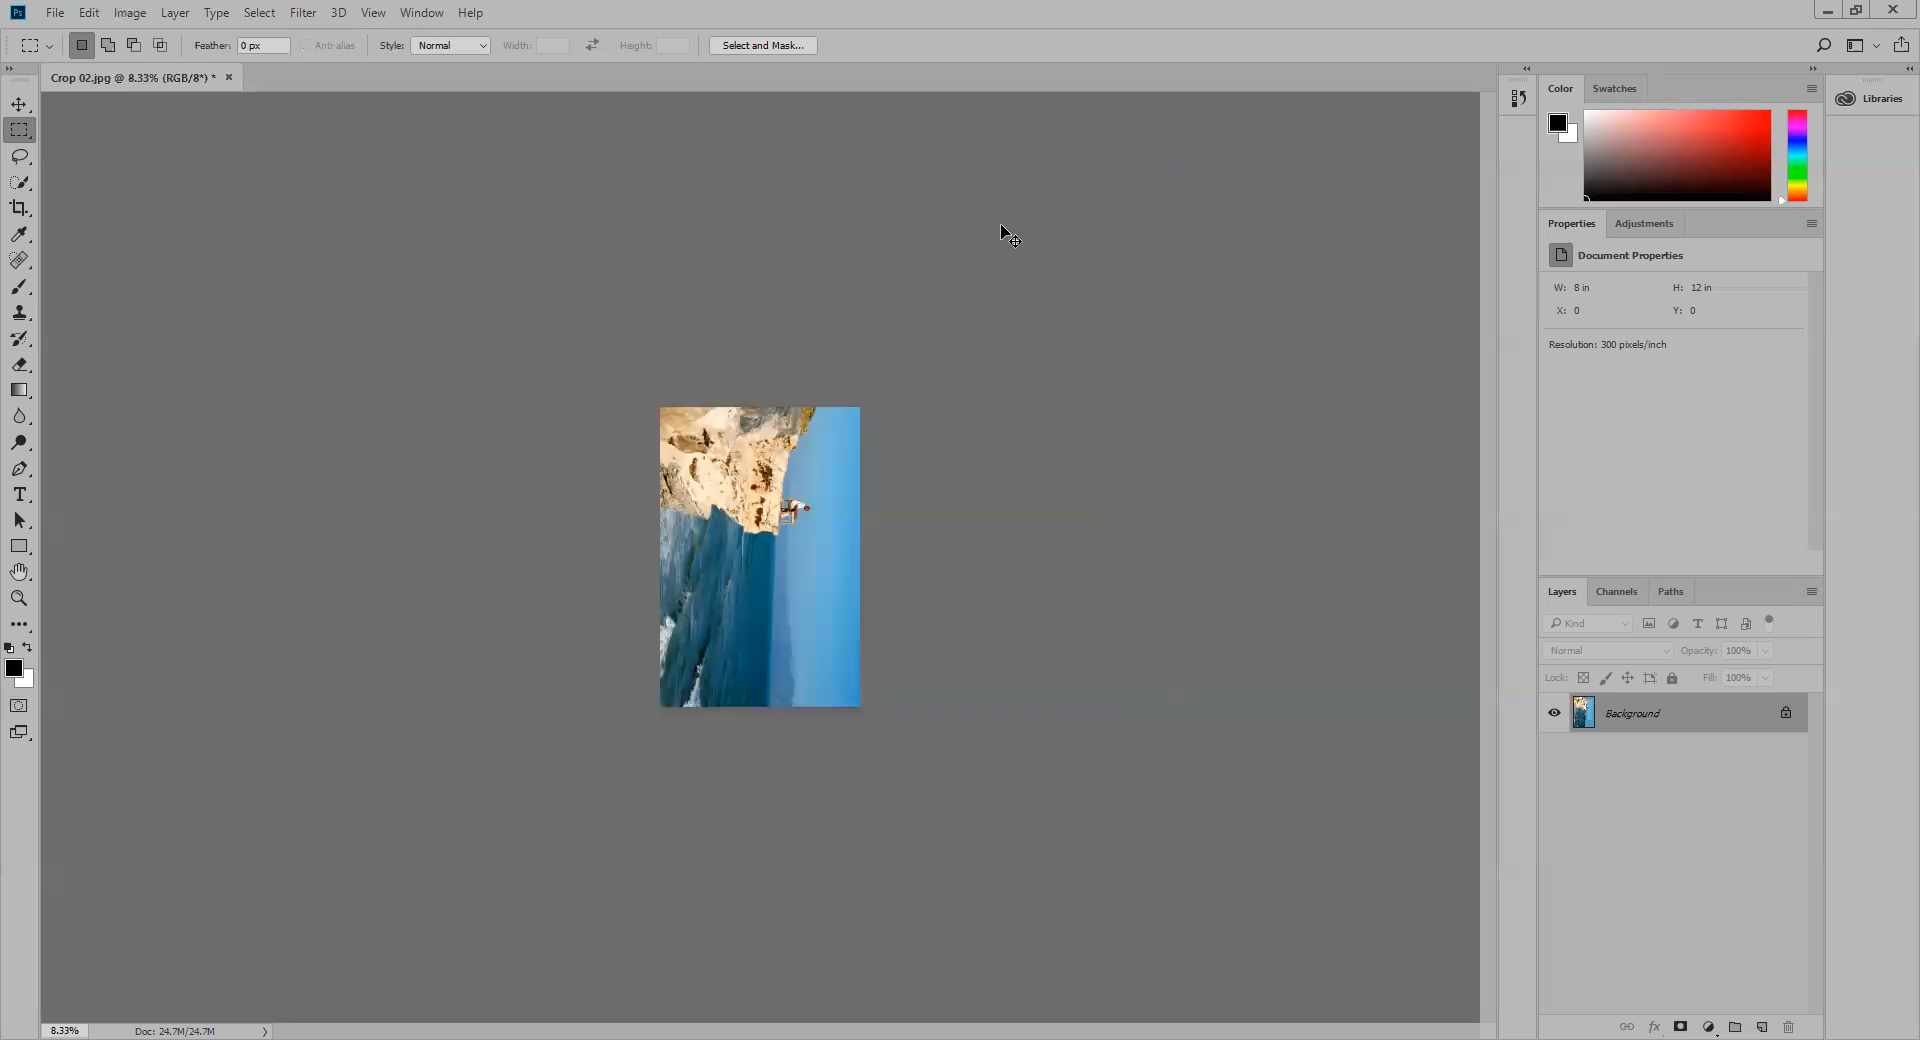 Ps File Edit Image Layer Type Select Filter 3D View Window Help
Feather: 0 px Anti-alias Style: Normal Width: Height: Select and Mask...
Crop 02.jpg @ 8.33% (RGB/8*) *
Color Swatches
Libraries
Properties Adjustments
Document Properties
W: 8 in H: 12 in
X: 0 Y: 0
Resolution: 300 pixels/inch
Layers Channels Paths
Kind
Normal Opacity: 100%
Lock: Fill: 100%
Background
fx
8.33% Doc: 24.7M/24.7M